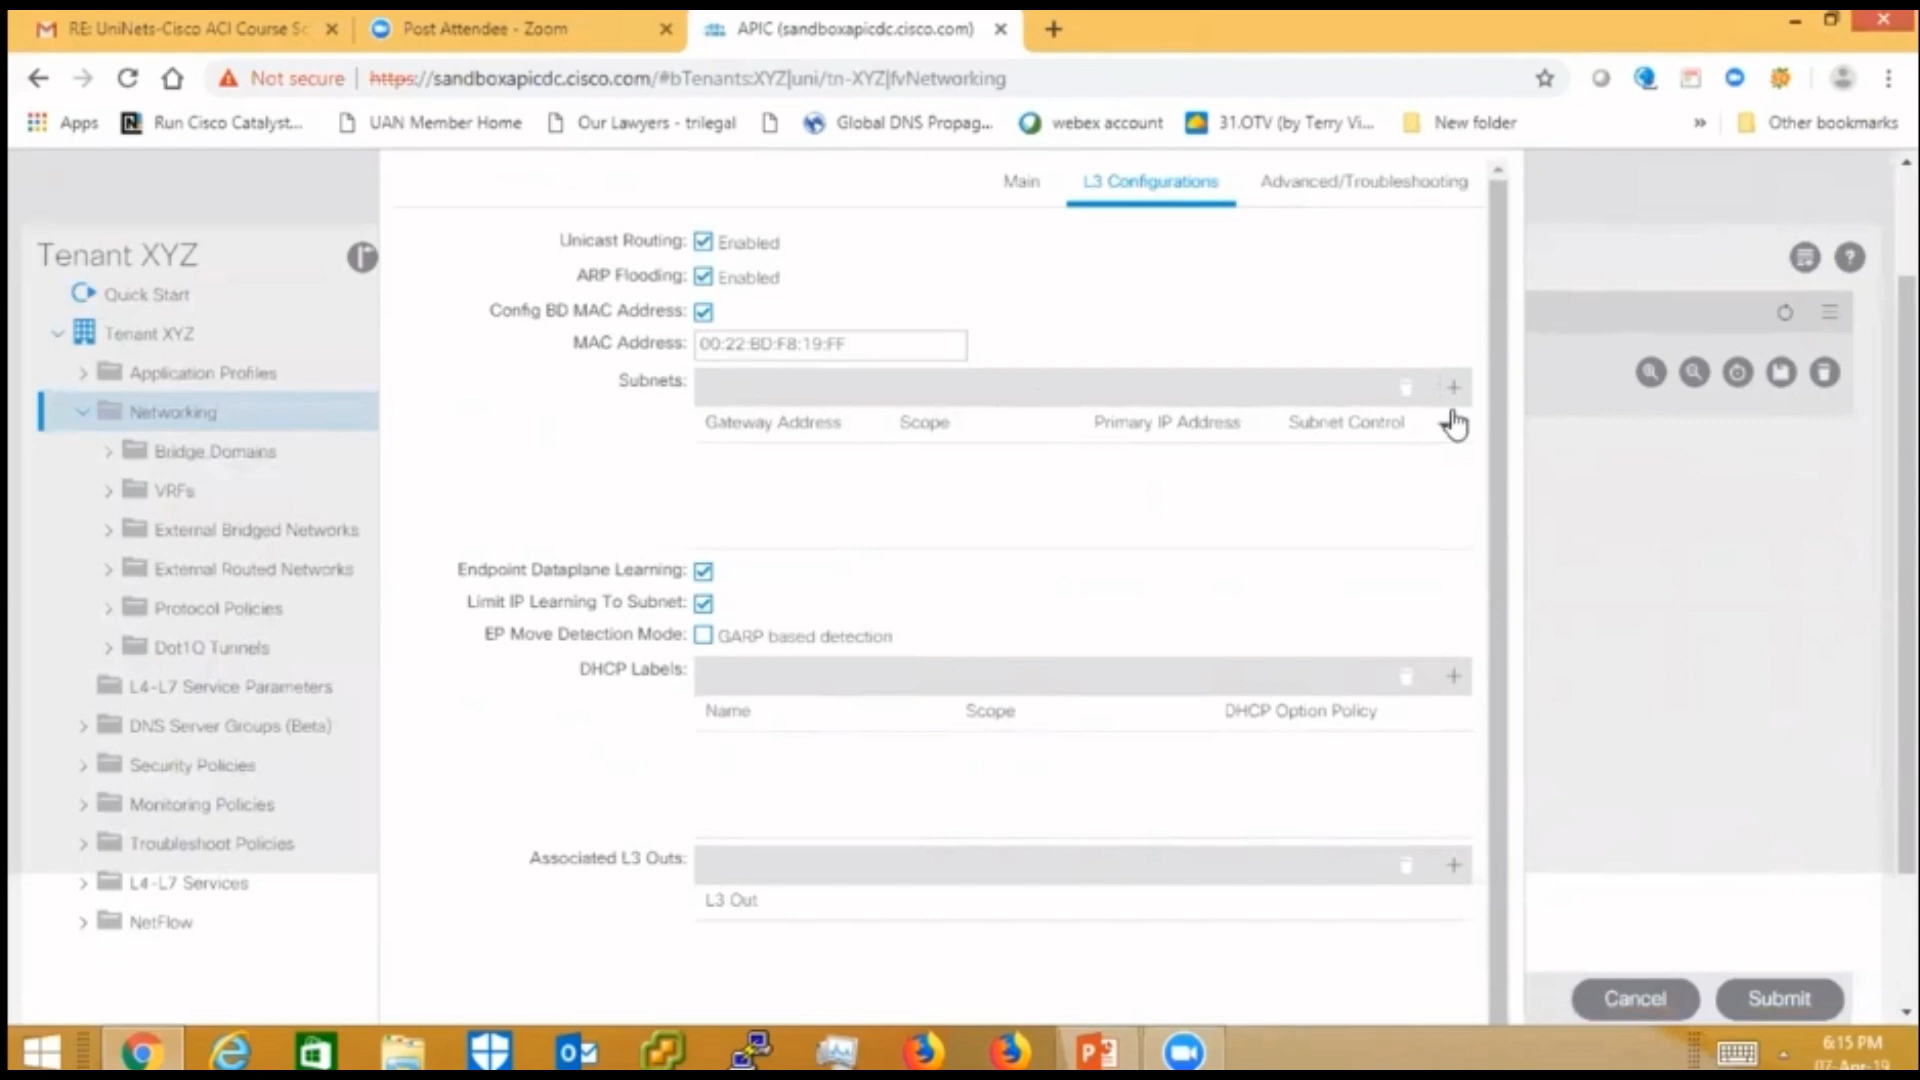 RE: UniNets-Cisco ACI Course Sc
Post Attendee - Zoom
APIC (sandboxapicdc.cisco.com)
Not secure
https://sandboxapicdc.cisco.com/#bTenants:XYZ|uni/tn-XYZ|fvNetworking
Apps
Run Cisco Catalyst...
UAN Member Home
Our Lawyers - trilegal
Global DNS Propag...
webex account
31.OTV (by Terry Vi...
New folder
»
Other bookmarks
Main
L3 Configurations
Advanced/Troubleshooting
Tenant XYZ
Quick Start
Tenant XYZ
Application Profiles
Networking
Bridge Domains
VRFs
External Bridged Networks
External Routed Networks
Protocol Policies
Dot1Q Tunnels
L4-L7 Service Parameters
DNS Server Groups (Beta)
Security Policies
Monitoring Policies
Troubleshoot Policies
L4-L7 Services
NetFlow
Unicast Routing: Enabled
ARP Flooding: Enabled
Config BD MAC Address:
MAC Address: 00:22:BD:F8:19:FF
Subnets:
Gateway Address
Scope
Primary IP Address
Subnet Control
Endpoint Dataplane Learning:
Limit IP Learning To Subnet:
EP Move Detection Mode: GARP based detection
DHCP Labels:
Name
Scope
DHCP Option Policy
Associated L3 Outs:
L3 Out
Cancel
Submit
6:15 PM
07-Apr-19